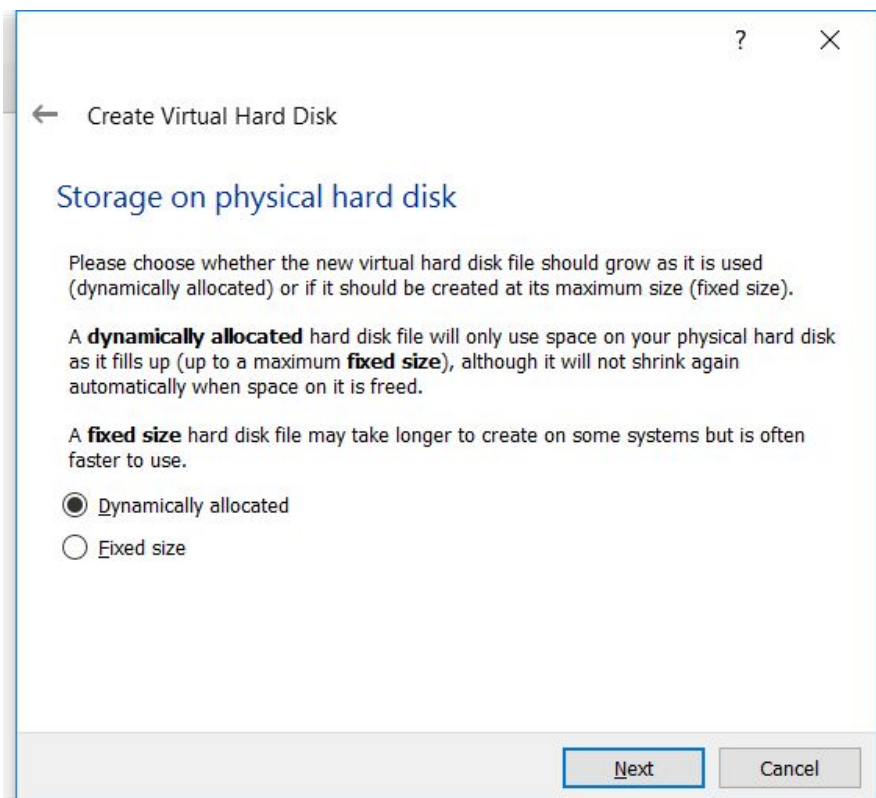 ?
Create Virtual Hard Disk
Storage on physical hard disk
Please choose whether the new virtual hard disk file should grow as it is used
(dynamically allocated) or if it should be created at its maximum size (fixed size).
A dynamically allocated hard disk file will only use space on your physical hard disk
as it fills up (up to a maximum fixed size), although it will not shrink again
automatically when space on it is freed.
A fixed size hard disk file may take longer to create on some systems but is often
faster to use.
Dynamically allocated
Fixed size
Next Cancel